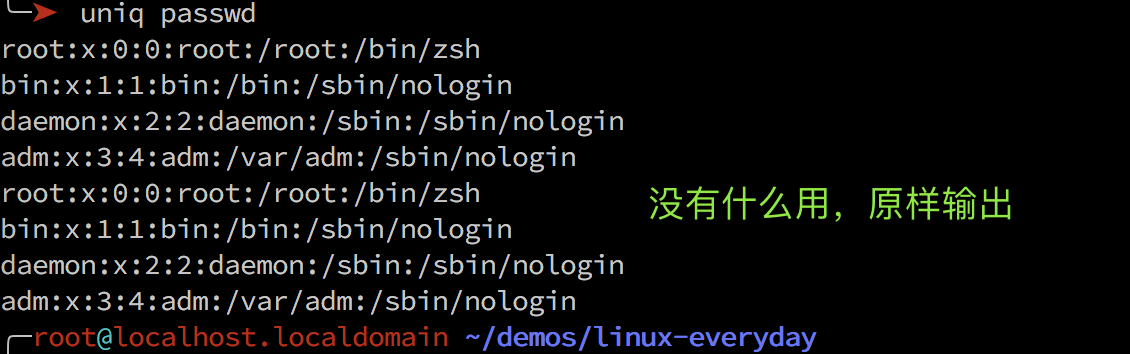 uniq passwd
root:x:0:0:root:/root:/bin/zsh
bin:x:1:1:bin:/bin:/sbin/nologin
daemon:x:2:2:daemon:/sbin:/sbin/nologin
adm:x:3:4:adm:/var/adm:/sbin/nologin
root:x:0:0:root:/root:/bin/zsh
没有什么用，原样输出
bin:x:1:1:bin:/bin:/sbin/nologin
daemon:x:2:2:daemon:/sbin:/sbin/nologin
adm:x:3:4:adm:/var/adm:/sbin/nologin
root@localhost.localdomain ~/demos/linux-everyday